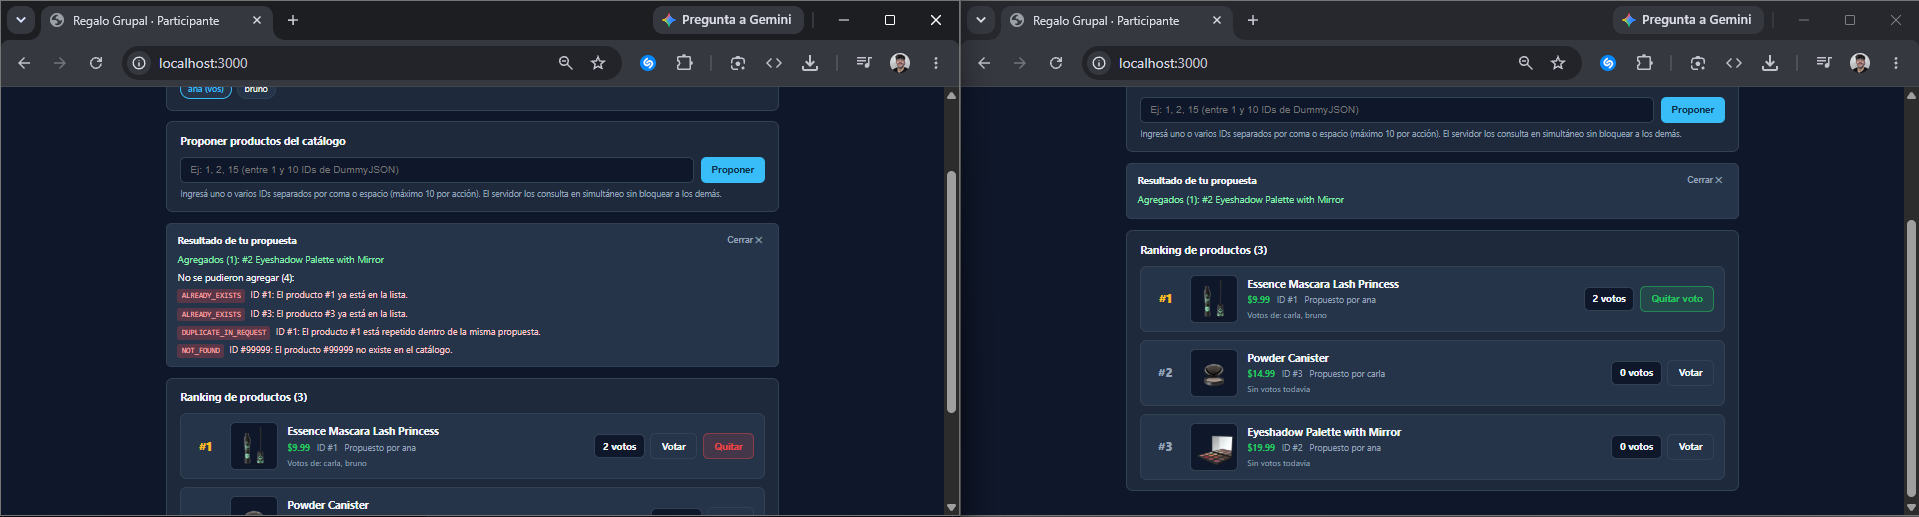 Regalo Grupal · Participante
Pregunta a Gemini
localhost:3000
ana (vos) bruno
Proponer productos del catálogo
Ej: 1, 2, 15 (entre 1 y 10 IDs de DummyJSON)
Proponer
Ingresá uno o varios IDs separados por coma o espacio (máximo 10 por acción). El servidor los consulta en simultáneo sin bloquear a los demás.
Resultado de tu propuesta
Cerrar ✕
Agregados (1): #2 Eyeshadow Palette with Mirror
No se pudieron agregar (4):
ALREADY_EXISTS ID #1: El producto #1 ya está en la lista.
ALREADY_EXISTS ID #3: El producto #3 ya está en la lista.
DUPLICATE_IN_REQUEST ID #1: El producto #1 está repetido dentro de la misma propuesta.
NOT_FOUND ID #99999: El producto #99999 no existe en el catálogo.
Ranking de productos (3)
#1
Essence Mascara Lash Princess
$9.99 ID #1 Propuesto por ana
Votos de: carla, bruno
2 votos
Votar
Quitar
Powder Canister
Regalo Grupal · Participante
Pregunta a Gemini
localhost:3000
Ej: 1, 2, 15 (entre 1 y 10 IDs de DummyJSON)
Proponer
Ingresá uno o varios IDs separados por coma o espacio (máximo 10 por acción). El servidor los consulta en simultáneo sin bloquear a los demás.
Resultado de tu propuesta
Cerrar ✕
Agregados (1): #2 Eyeshadow Palette with Mirror
Ranking de productos (3)
#1
Essence Mascara Lash Princess
$9.99 ID #1 Propuesto por ana
Votos de: carla, bruno
2 votos
Quitar voto
#2
Powder Canister
$14.99 ID #3 Propuesto por carla
Sin votos todavía
0 votos
Votar
#3
Eyeshadow Palette with Mirror
$19.99 ID #2 Propuesto por ana
Sin votos todavía
0 votos
Votar